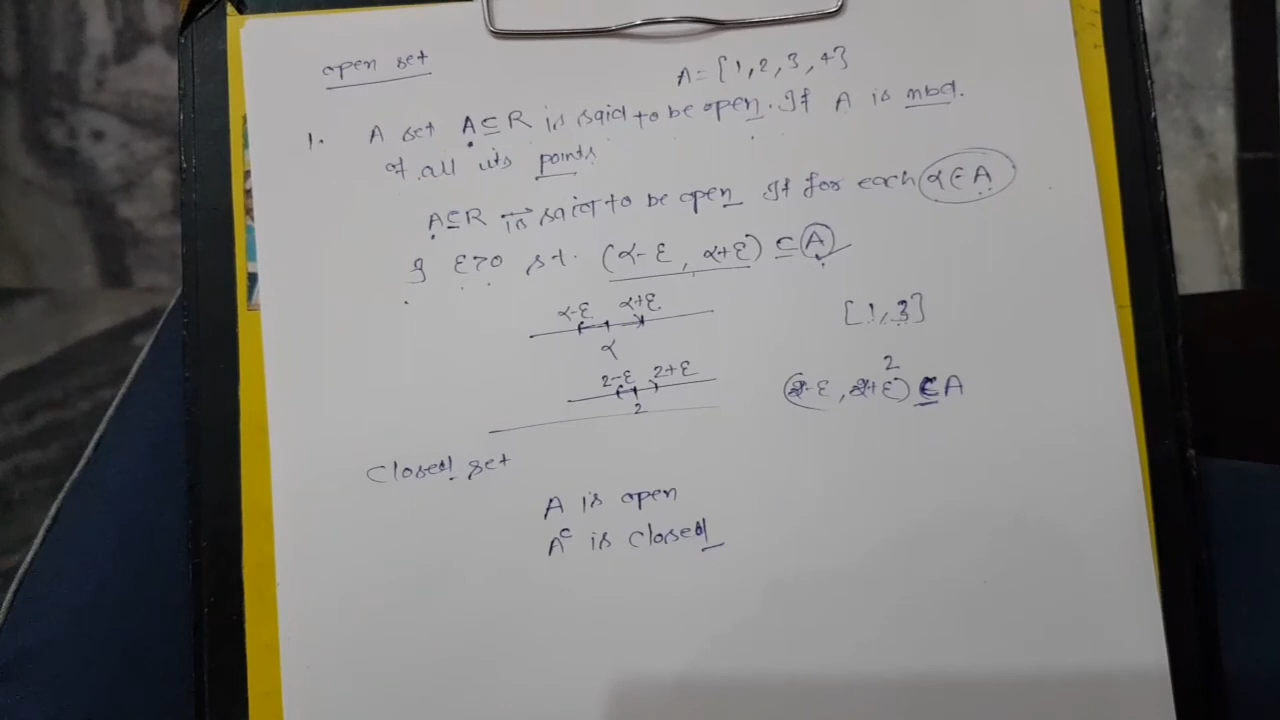 open set
A = {1, 2, 3, 4}
1. A set A ⊆ R is said to be open. If A is nbd.
of all its points
A ⊆ R is said to be open If for each α ∈ A
∃ ε>0 st. (α-ε, α+ε) ⊆ A
α-ε α+ε
α
[1, 3]
2-ε 2+ε
2
2
(2-ε, 2+ε) ⊆ A
Closed set
A is open
Aᶜ is closed